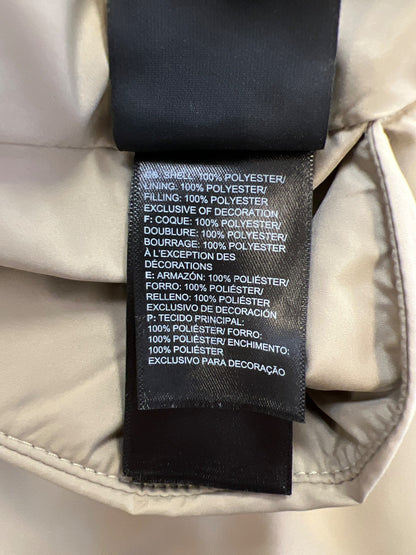 GB: SHELL: 100% POLYESTER/
LINING: 100% POLYESTER/
FILLING: 100% POLYESTER/
EXCLUSIVE OF DECORATION
F: COQUE: 100% POLYESTER/
DOUBLURE: 100% POLYESTER/
BOURRAGE: 100% POLYESTER/
À L'EXCEPTION DES
DÉCORATIONS
E: ARMAZÓN: 100% POLIÉSTER/
FORRO: 100% POLIÉSTER/
RELLENO: 100% POLIÉSTER
EXCLUSIVO DE DECORACIÓN
P: TECIDO PRINCIPAL:
100% POLIÉSTER/ FORRO:
100% POLIÉSTER/ ENCHIMENTO:
100% POLIÉSTER
EXCLUSIVO PARA DECORAÇÃO